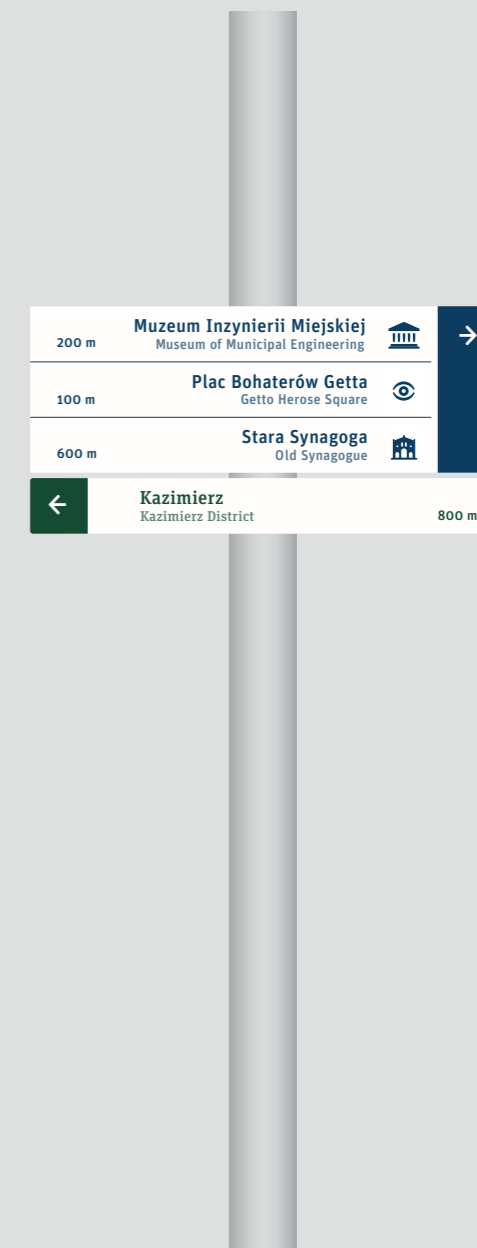 Muzeum Inzynierii Miejskiej
200 m
Museum of Municipal Engineering
Plac Bohaterów Getta
100 m
Getto Herose Square
Stara Synagoga
600 m
Old Synagogue
Kazimierz
Kazimierz District
800 m